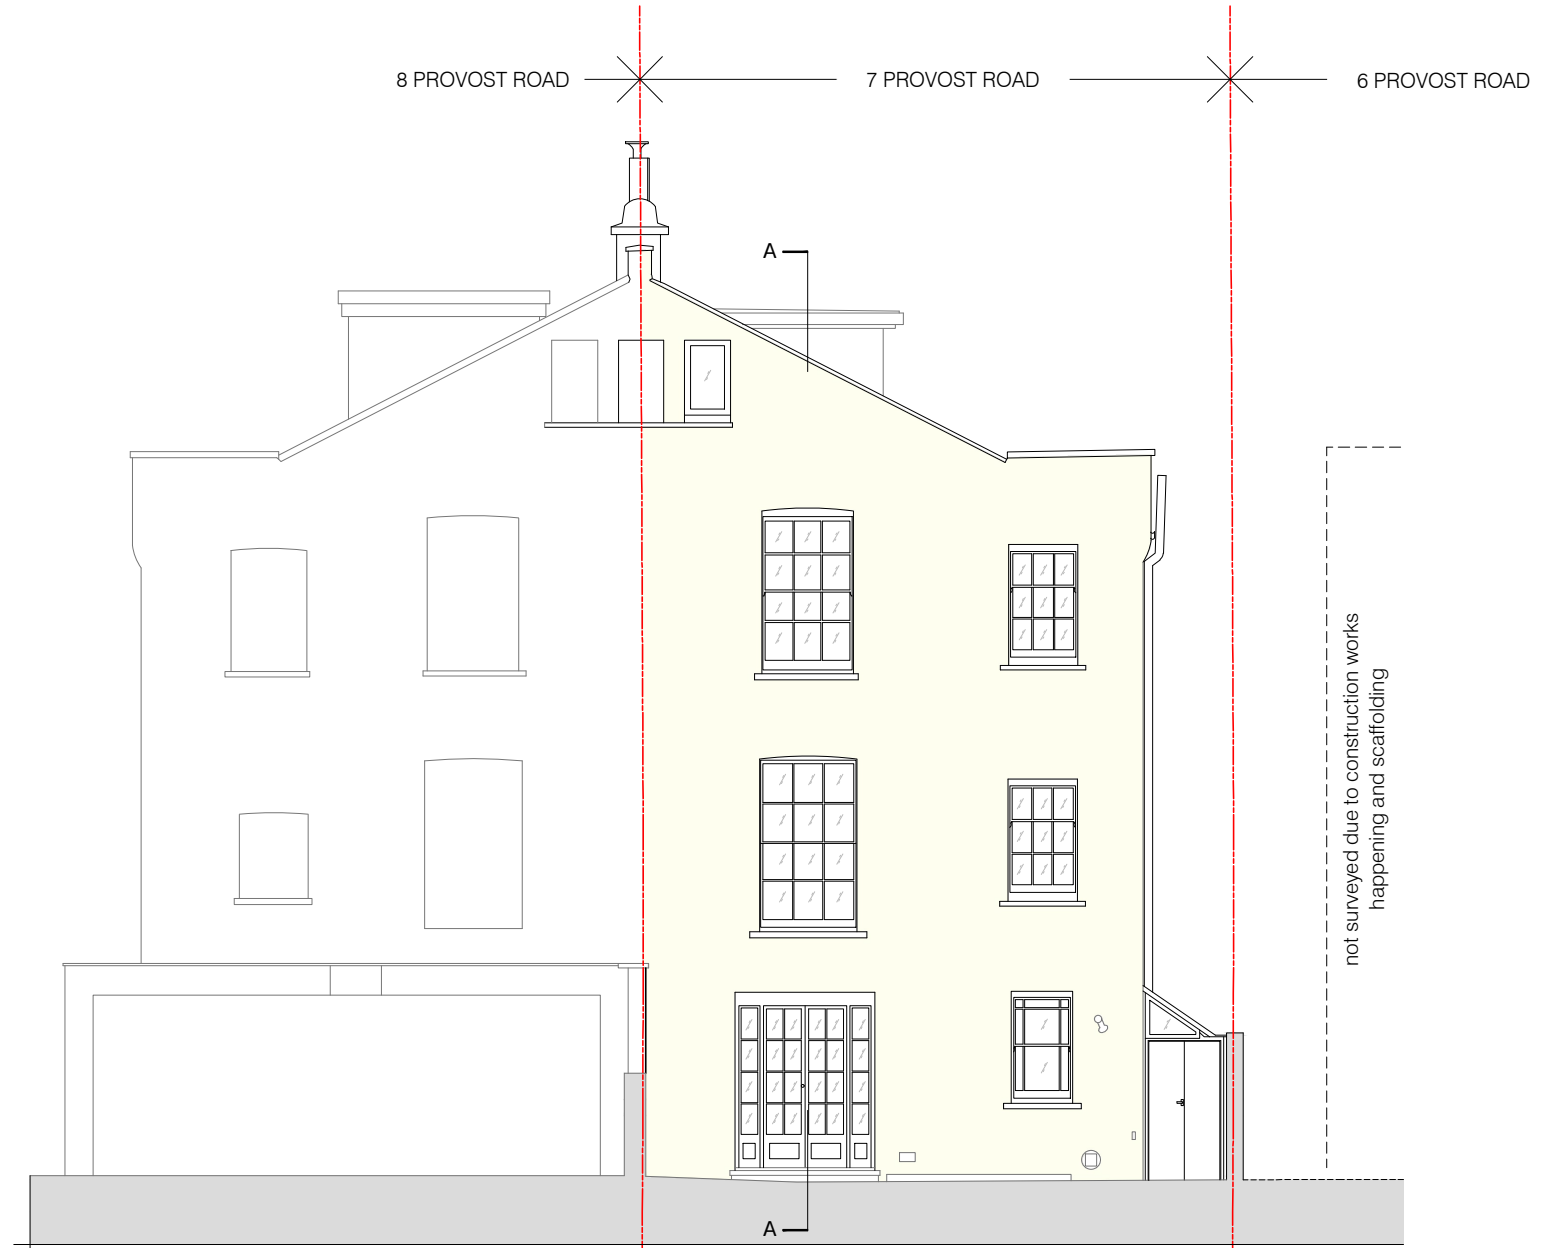 8 PROVOST ROAD
7 PROVOST ROAD
6 PROVOST ROAD
A
not surveyed due to construction works
happening and scaffolding
A